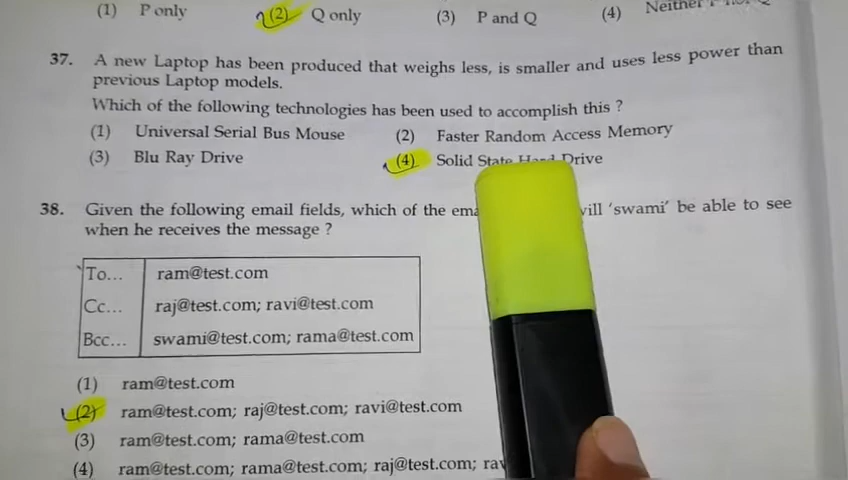 (1) P only (2) Q only (3) P and Q (4) Neither
37. A new Laptop has been produced that weighs less, is smaller and uses less power than
previous Laptop models.
Which of the following technologies has been used to accomplish this ?
(1) Universal Serial Bus Mouse (2) Faster Random Access Memory
(3) Blu Ray Drive (4) Solid State Hard Drive
38. Given the following email fields, which of the will 'swami' be able to see
when he receives the message ?
To... ram@test.com
Cc... raj@test.com; ravi@test.com
Bcc... swami@test.com; rama@test.com
(1) ram@test.com
(2) ram@test.com; raj@test.com; ravi@test.com
(3) ram@test.com; rama@test.com
(4) ram@test.com; rama@test.com; raj@test.com;